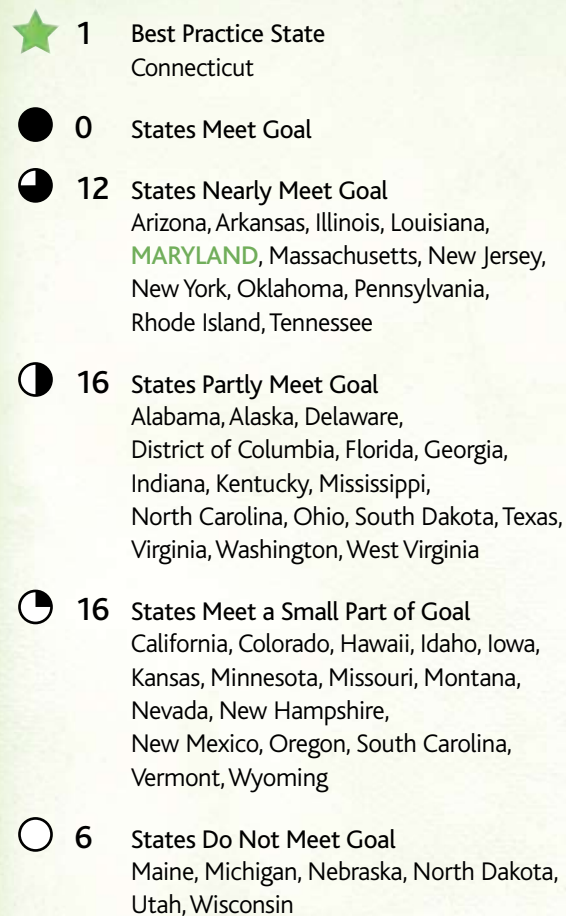 1 Best Practice State
Connecticut
0 States Meet Goal
12 States Nearly Meet Goal
Arizona, Arkansas, Illinois, Louisiana,
MARYLAND, Massachusetts, New Jersey,
New York, Oklahoma, Pennsylvania,
Rhode Island, Tennessee
16 States Partly Meet Goal
Alabama, Alaska, Delaware,
District of Columbia, Florida, Georgia,
Indiana, Kentucky, Mississippi,
North Carolina, Ohio, South Dakota, Texas,
Virginia, Washington, West Virginia
16 States Meet a Small Part of Goal
California, Colorado, Hawaii, Idaho, Iowa,
Kansas, Minnesota, Missouri, Montana,
Nevada, New Hampshire,
New Mexico, Oregon, South Carolina,
Vermont, Wyoming
6 States Do Not Meet Goal
Maine, Michigan, Nebraska, North Dakota,
Utah, Wisconsin